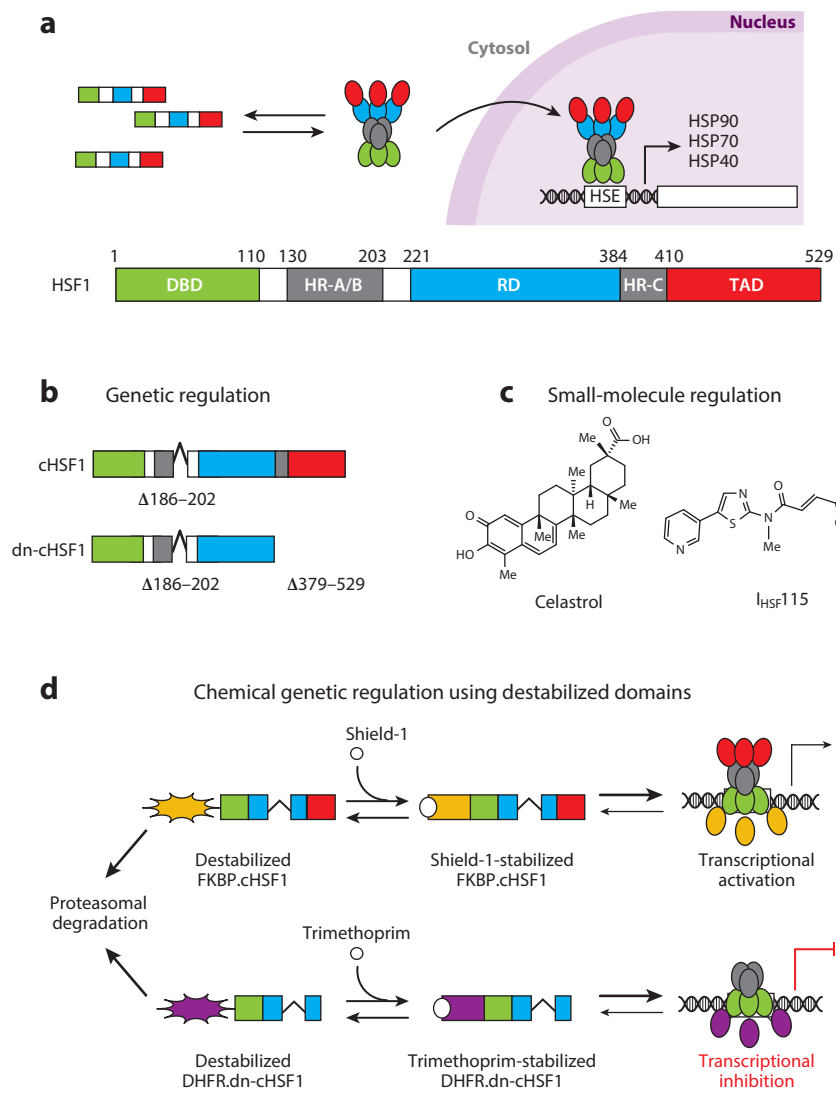 a
Nucleus
Cytosol
HSP90
HSP70
HSP40
HSE
1 110 130 203 221 384 410 529
HSF1 DBD HR-A/B RD HR-C TAD
b Genetic regulation
cHSF1
Δ186–202
dn-cHSF1
Δ186–202 Δ379–529
c Small-molecule regulation
O
Me
OH
Me
Me
H
O
Me
Me
HO
Me
Celastrol
N
O
S
N
N
Me
I_HSF115
d Chemical genetic regulation using destabilized domains
Shield-1
Destabilized
FKBP.cHSF1
Shield-1-stabilized
FKBP.cHSF1
Transcriptional
activation
Proteasomal
degradation
Trimethoprim
Destabilized
DHFR.dn-cHSF1
Trimethoprim-stabilized
DHFR.dn-cHSF1
Transcriptional
inhibition